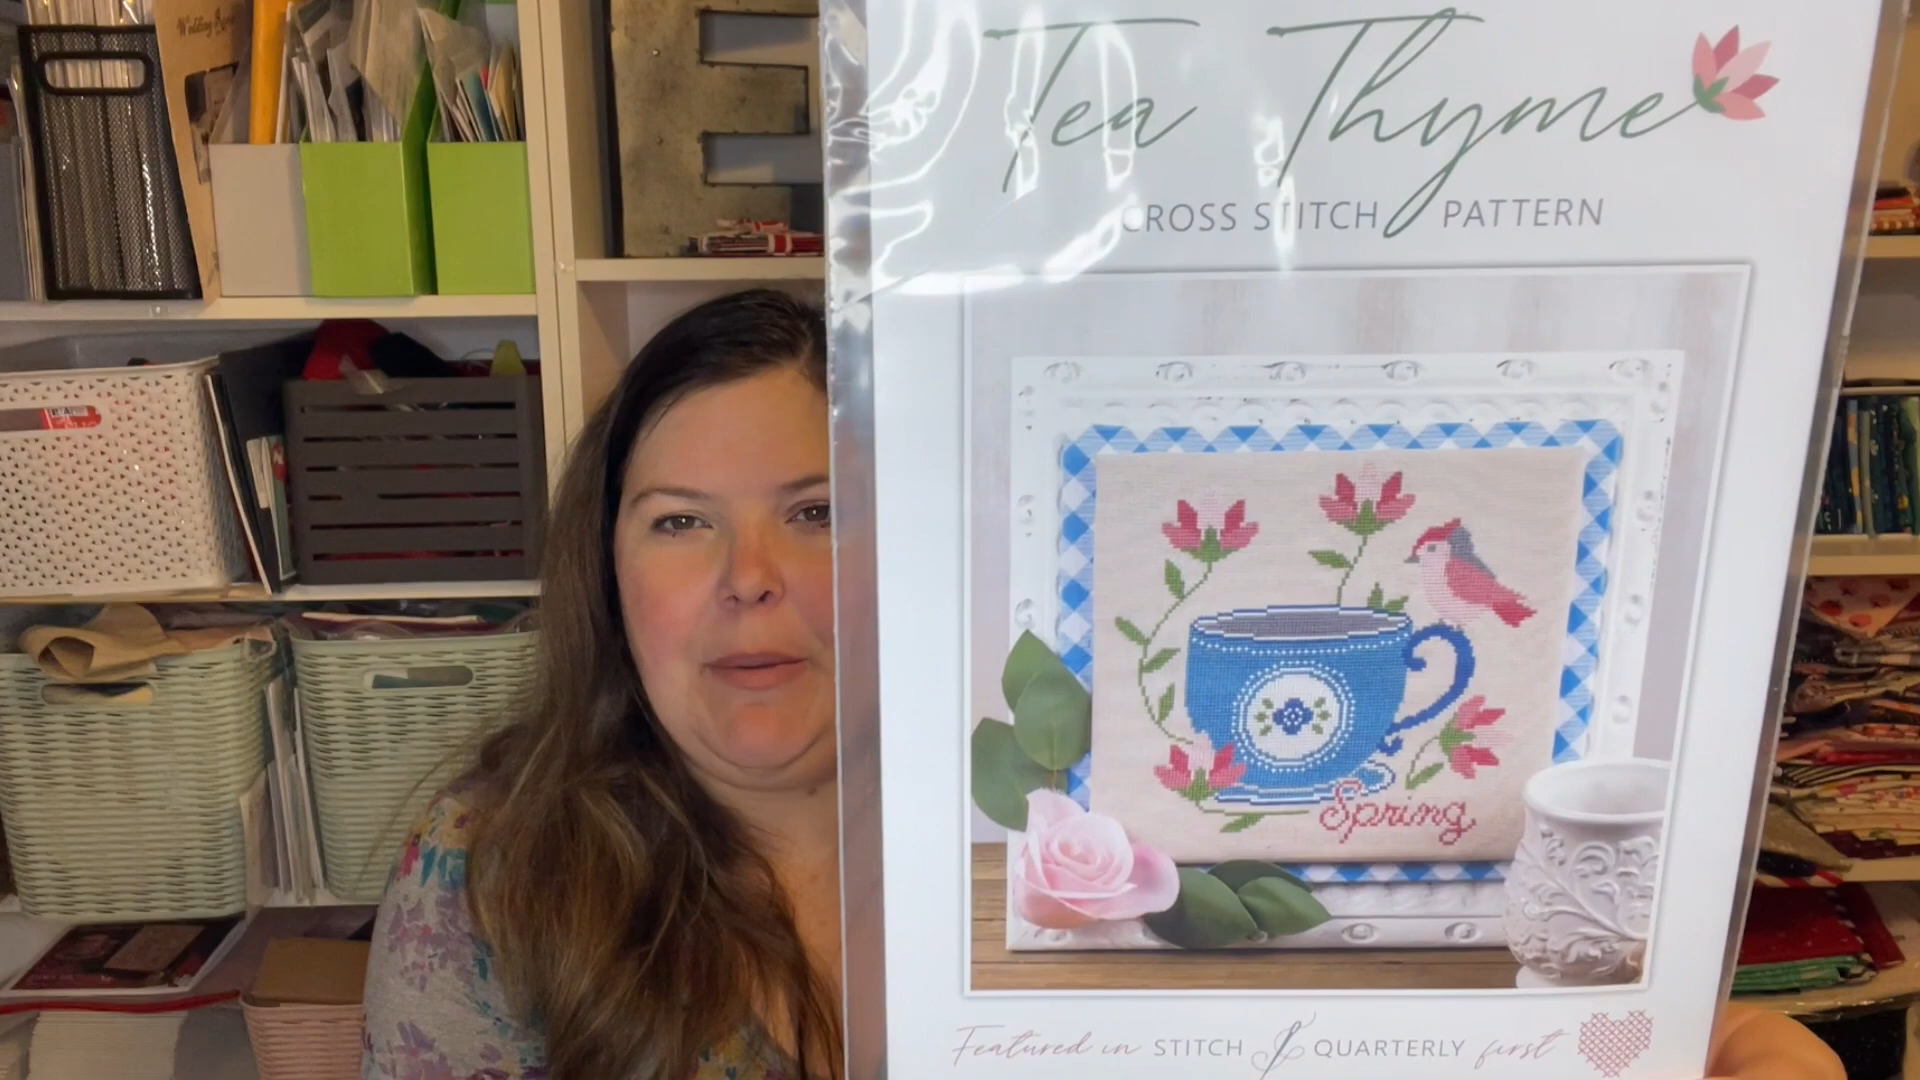 Tea Thyme
CROSS STITCH PATTERN
Spring
Featured in STITCH QUARTERLY first
E